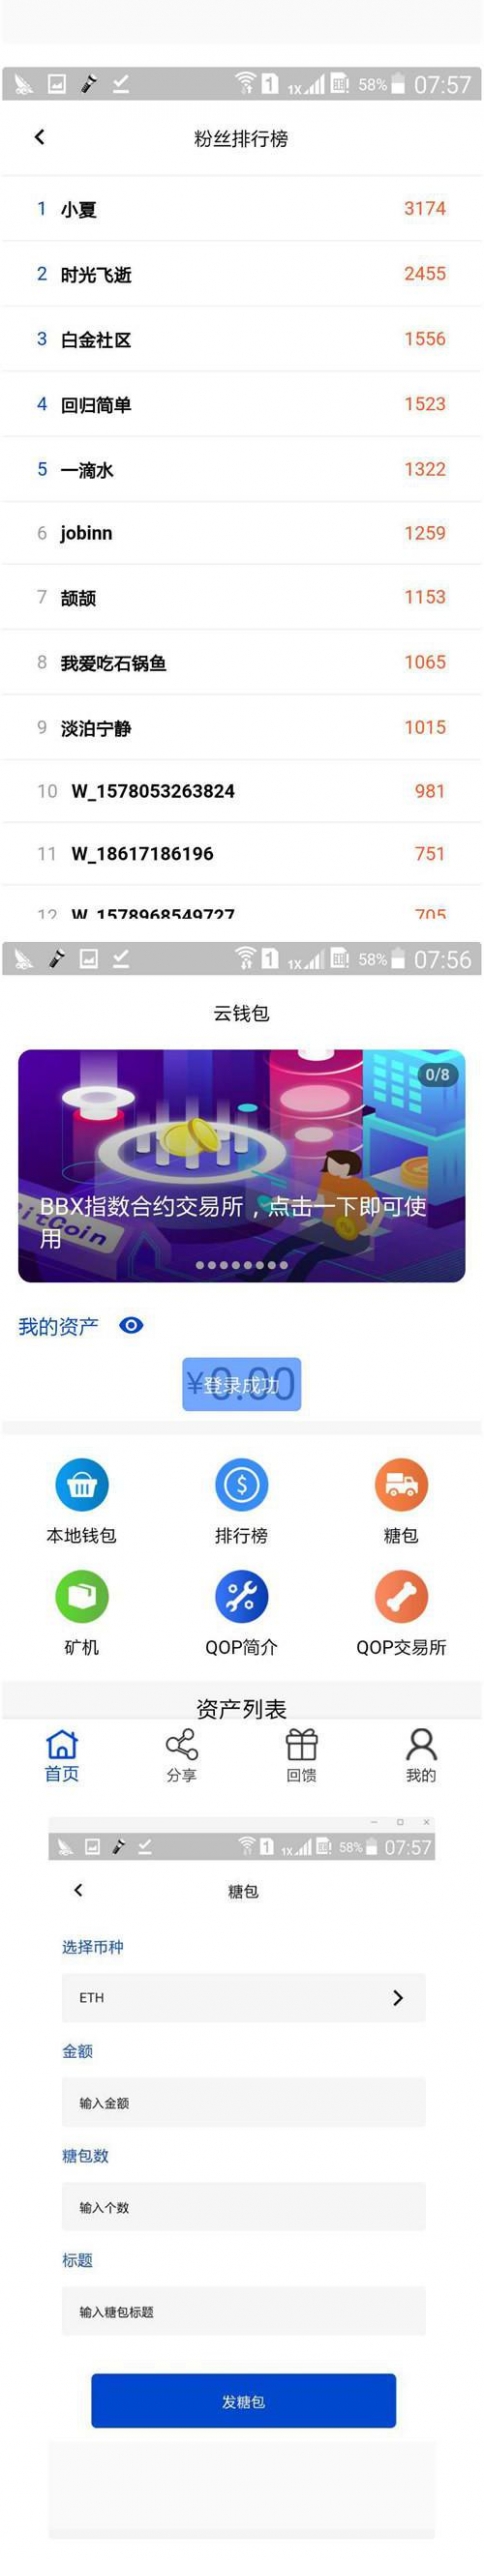 1X 58% 07:57
粉丝排行榜
1 小夏 3174
2 时光飞逝 2455
3 白金社区 1556
4 回归简单 1523
5 一滴水 1322
6 jobinn 1259
7 颉颉 1153
8 我爱吃石锅鱼 1065
9 淡泊宁静 1015
10 W_1578053263824 981
11 W_18617186196 751
12 W_1578968549727 705
1X 58% 07:56
云钱包
0/8
BitCoin
BBX指数合约交易所，点击一下即可使
用
我的资产
¥0.00
登录成功
本地钱包 排行榜 糖包
矿机 QOP简介 QOP交易所
资产列表
首页 分享 回馈 我的
1X 58% 07:57
糖包
选择币种
ETH
金额
输入金额
糖包数
输入个数
标题
输入糖包标题
发糖包